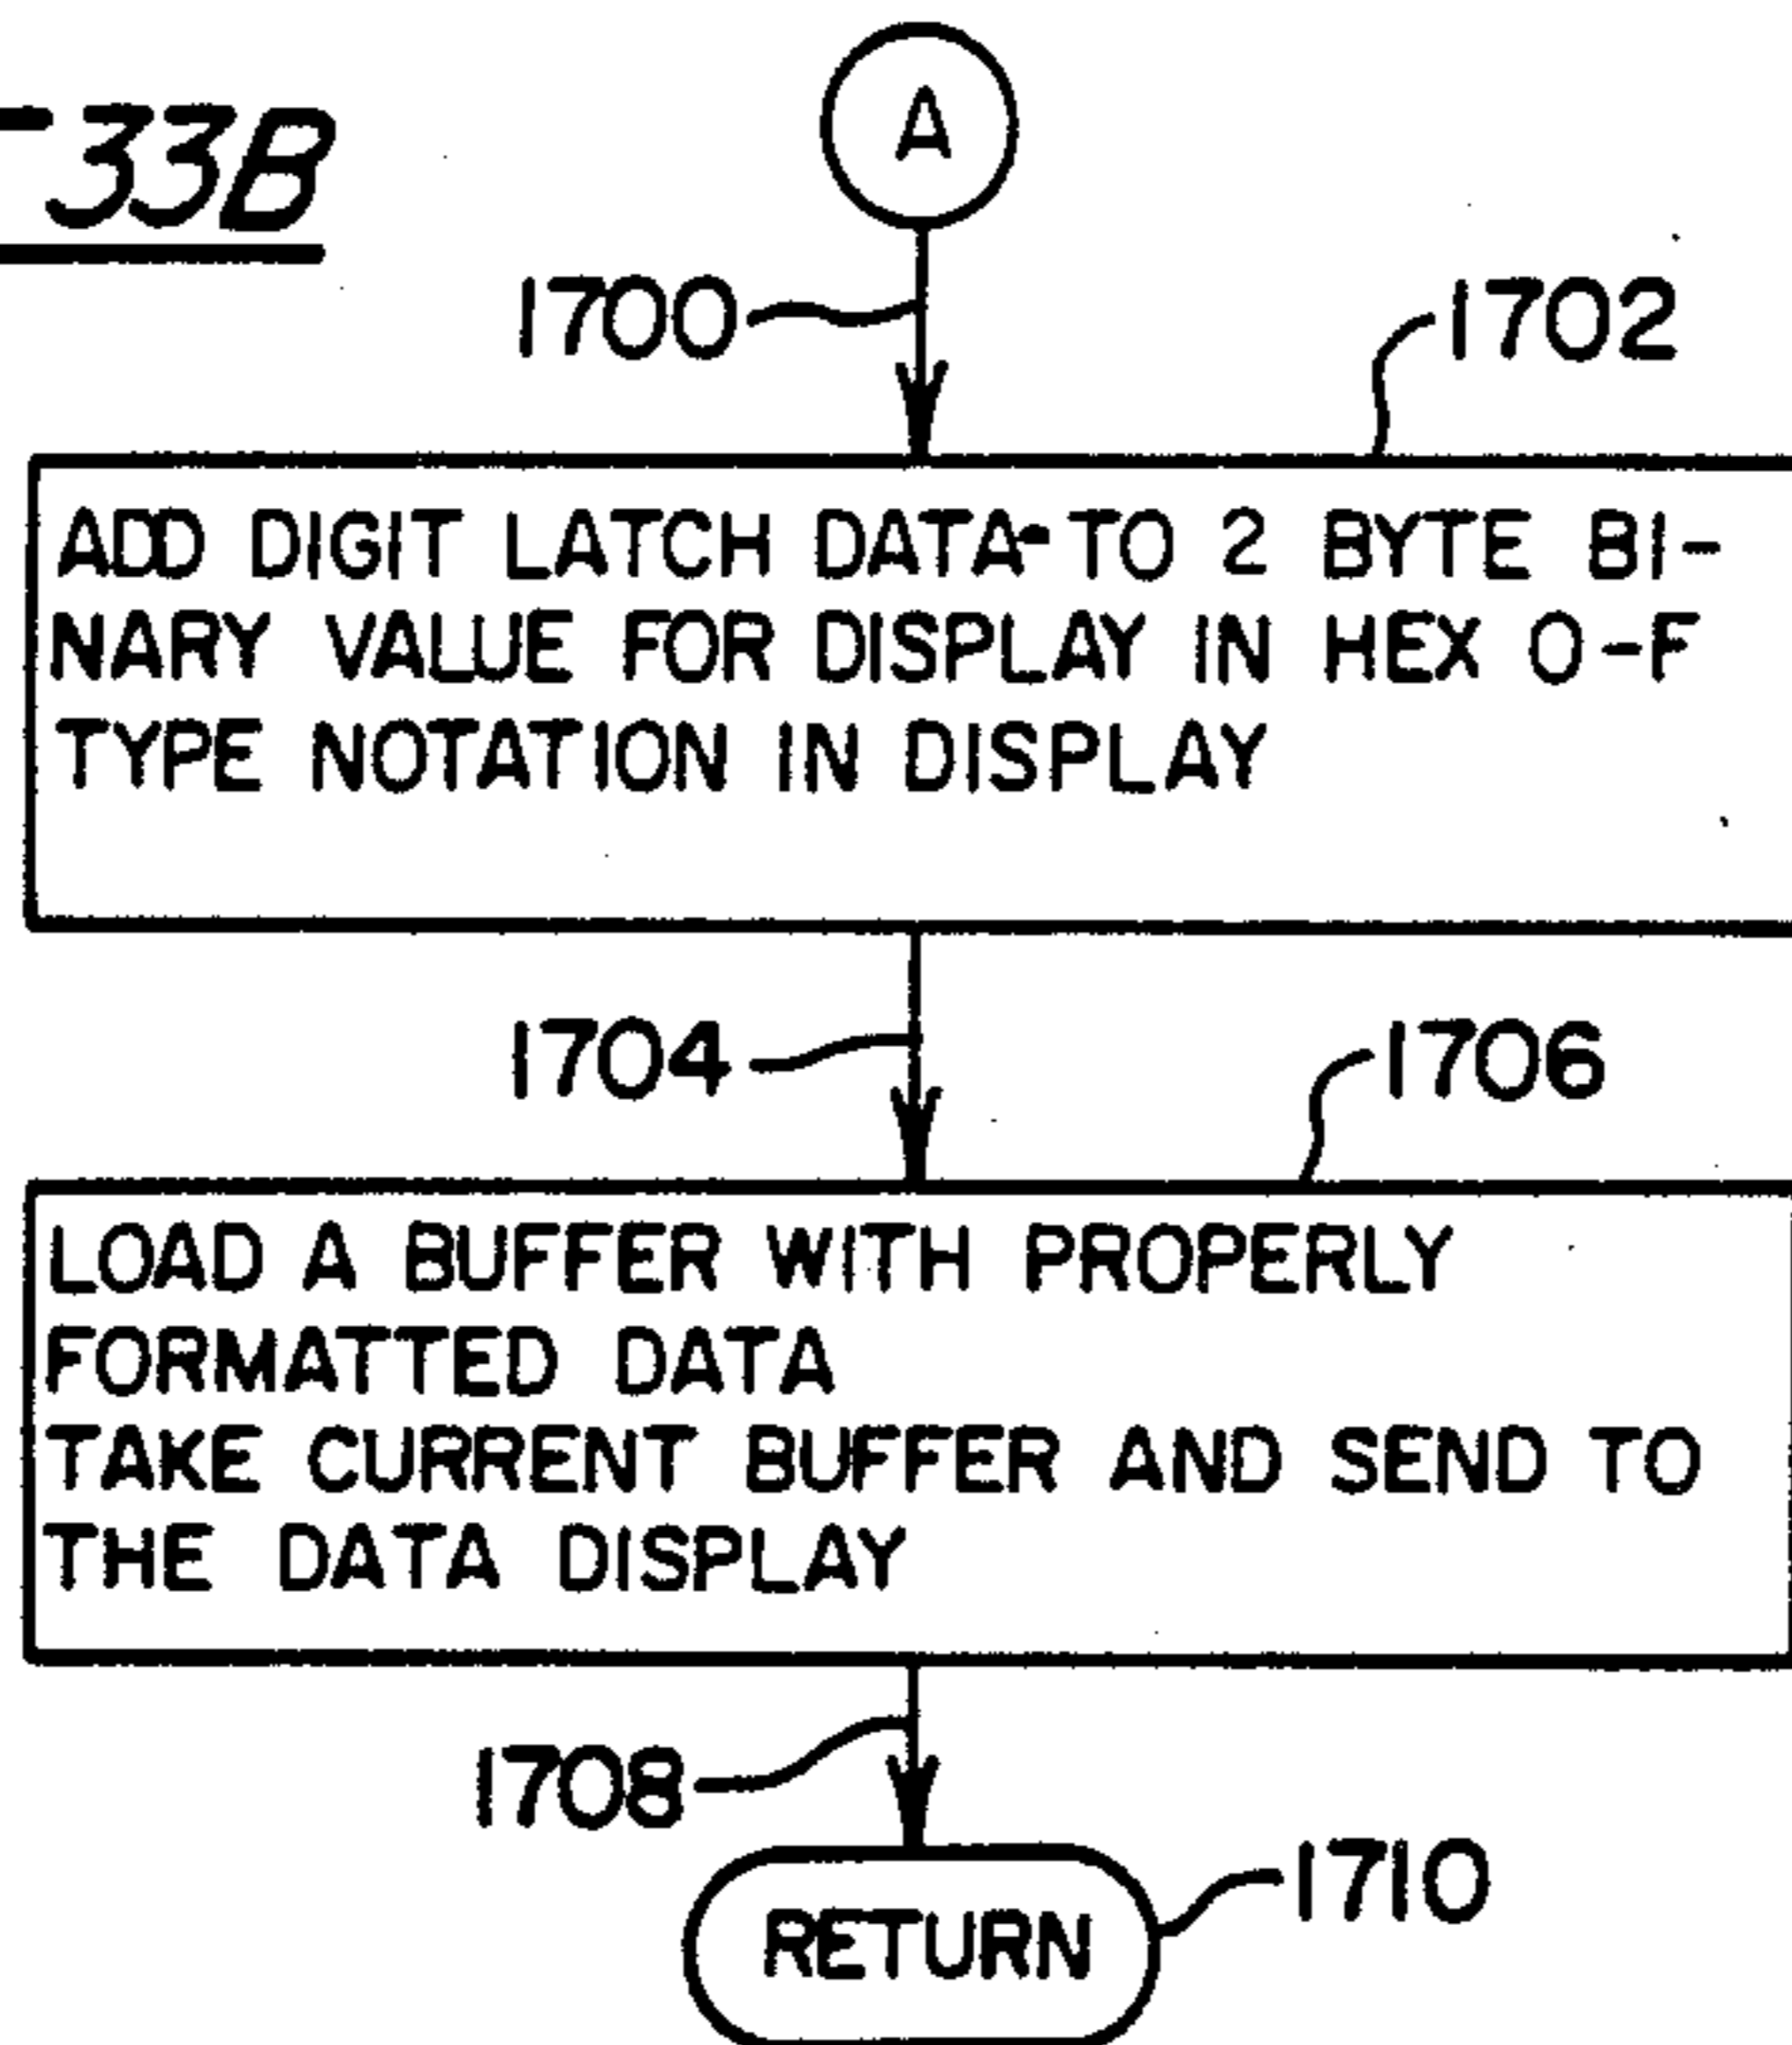 33B
A
1700
1702
ADD DIGIT LATCH DATA TO 2 BYTE BI-
NARY VALUE FOR DISPLAY IN HEX 0-F
TYPE NOTATION IN DISPLAY
1704
1706
LOAD A BUFFER WITH PROPERLY
FORMATTED DATA
TAKE CURRENT BUFFER AND SEND TO
THE DATA DISPLAY
1708
1710
RETURN